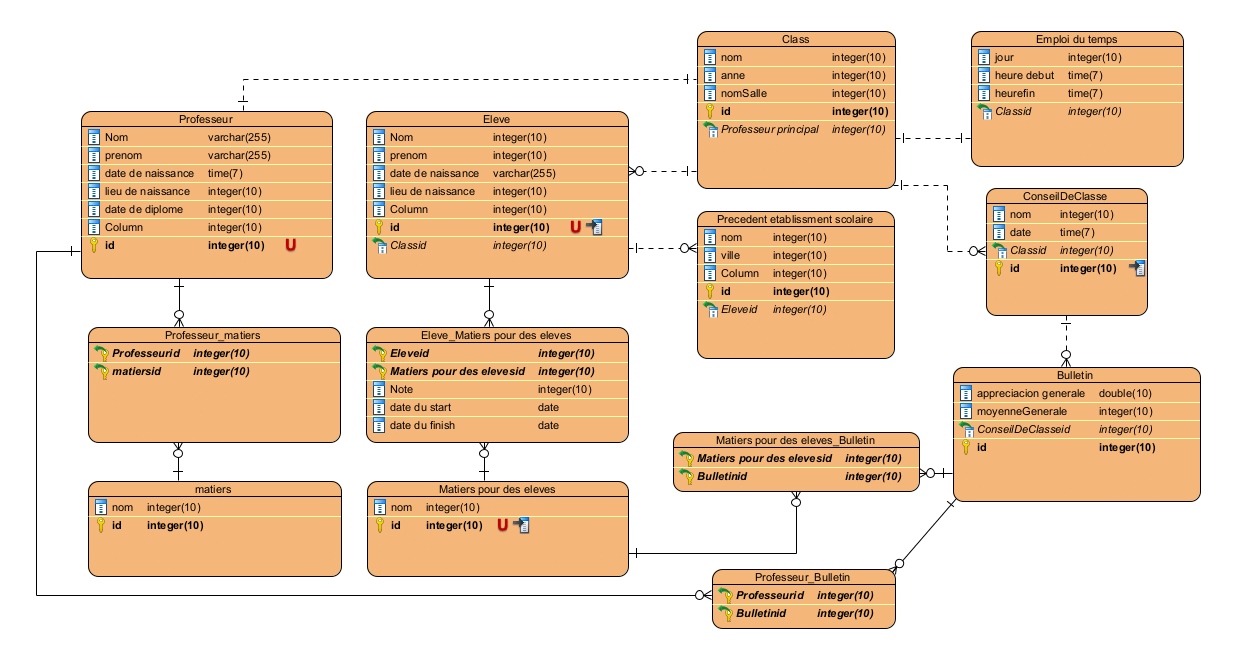 Class
nom integer(10)
anne integer(10)
nomSalle integer(10)
id integer(10)
Professeur principal integer(10)
Emploi du temps
jour integer(10)
heure debut time(7)
heurefin time(7)
Classid integer(10)
Professeur
Nom varchar(255)
prenom varchar(255)
date de naissance time(7)
lieu de naissance integer(10)
date de diplome integer(10)
Column integer(10)
id integer(10) U
Eleve
Nom integer(10)
prenom integer(10)
date de naissance varchar(255)
lieu de naissance integer(10)
Column integer(10)
id integer(10) U
Classid integer(10)
ConseilDeClasse
nom integer(10)
date time(7)
Classid integer(10)
id integer(10)
Precedent etablissment scolaire
nom integer(10)
ville integer(10)
Column integer(10)
id integer(10)
Eleveid integer(10)
Professeur_matiers
Professeurid integer(10)
matiersid integer(10)
Eleve_Matiers pour des eleves
Eleveid integer(10)
Matiers pour des elevesid integer(10)
Note integer(10)
date du start date
date du finish date
Bulletin
appreciacion generale double(10)
moyenneGenerale integer(10)
ConseilDeClasseid integer(10)
id integer(10)
Matiers pour des eleves_Bulletin
Matiers pour des elevesid integer(10)
Bulletinid integer(10)
matiers
nom integer(10)
id integer(10)
Matiers pour des eleves
nom integer(10)
id integer(10) U
Professeur_Bulletin
Professeurid integer(10)
Bulletinid integer(10)